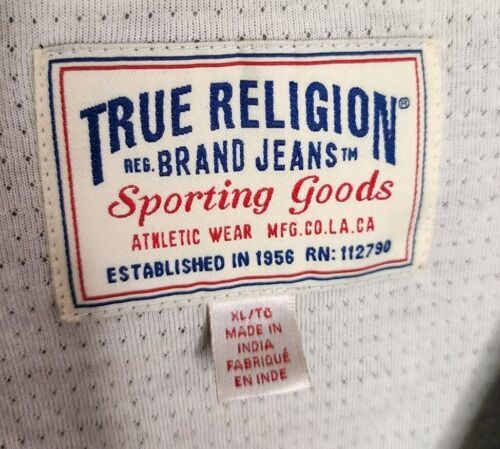 TRUE RELIGION®
REG. BRAND JEANS™
Sporting Goods
ATHLETIC WEAR MFG.CO.LA.CA
ESTABLISHED IN 1956 RN: 112790
XL/TG
MADE IN
INDIA
FABRIQUÉ
EN INDE